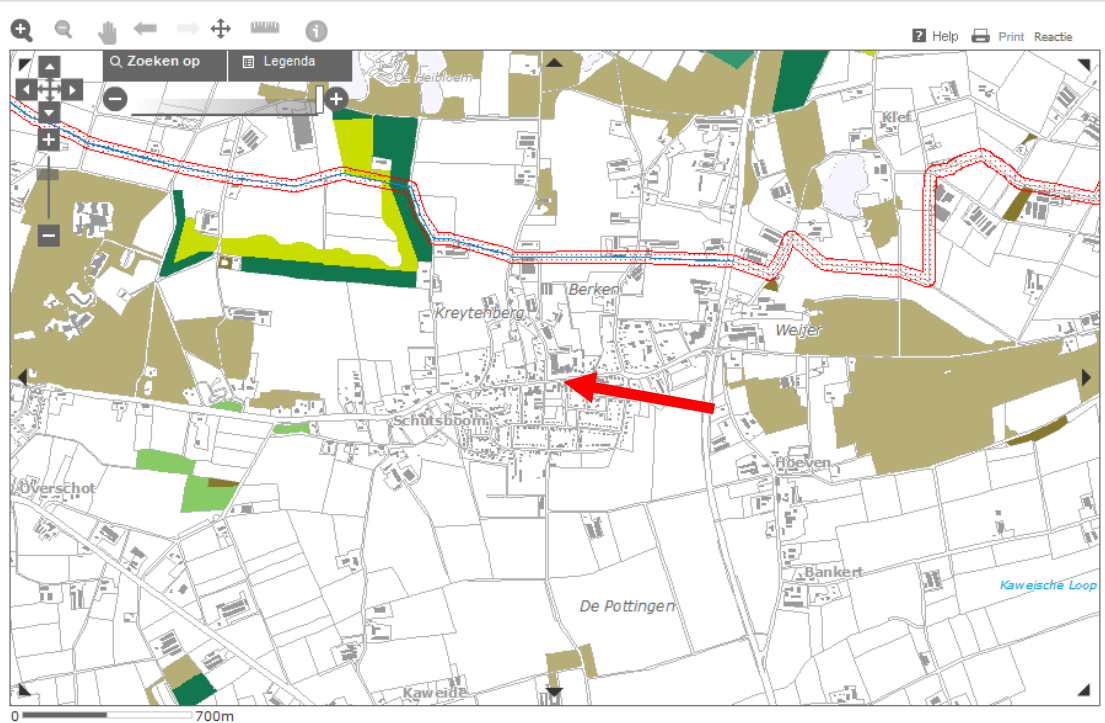 Help Print Reactie
Zoeken op Legenda
De Heibloem
Klef
Berken
Kreytenberg
Weijer
Schutsboom
Hoeven
Overschot
Bankert
Kaweische Loop
De Pottingen
Kaweide
0 700m